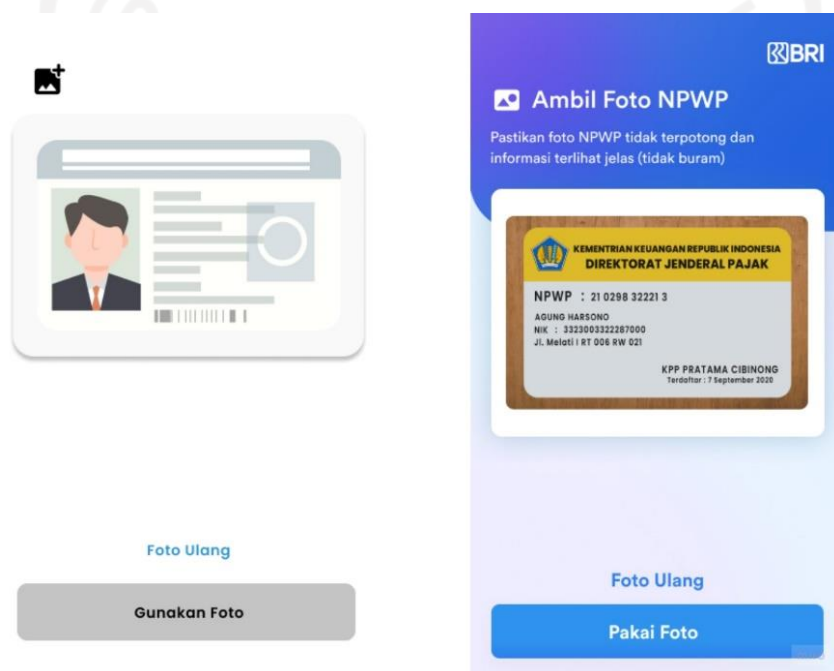 Foto Ulang
Gunakan Foto
BRI
Ambil Foto NPWP
Pastikan foto NPWP tidak terpotong dan
informasi terlihat jelas (tidak buram)
KEMENTRIAN KEUANGAN REPUBLIK INDONESIA
DIREKTORAT JENDERAL PAJAK
NPWP : 21 0298 32221 3
AGUNG HARSONO
NIK : 3323003322287000
Jl. Melati I RT 006 RW 021
KPP PRATAMA CIBINONG
Terdaftar : 7 September 2020
Foto Ulang
Pakai Foto